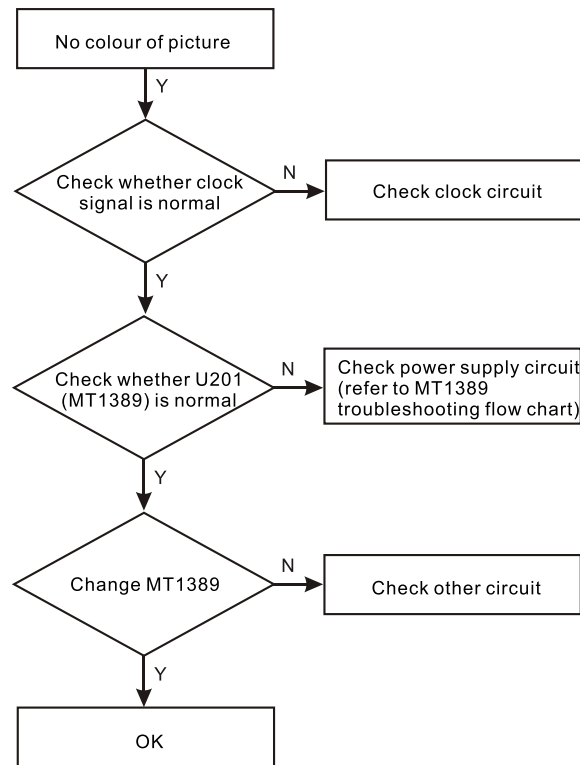 No colour of picture
Y
Check whether clock
signal is normal
N
Check clock circuit
Y
Check whether U201
(MT1389) is normal
N
Check power supply circuit
(refer to MT1389
troubleshooting flow chart)
Y
Change MT1389
N
Check other circuit
Y
OK